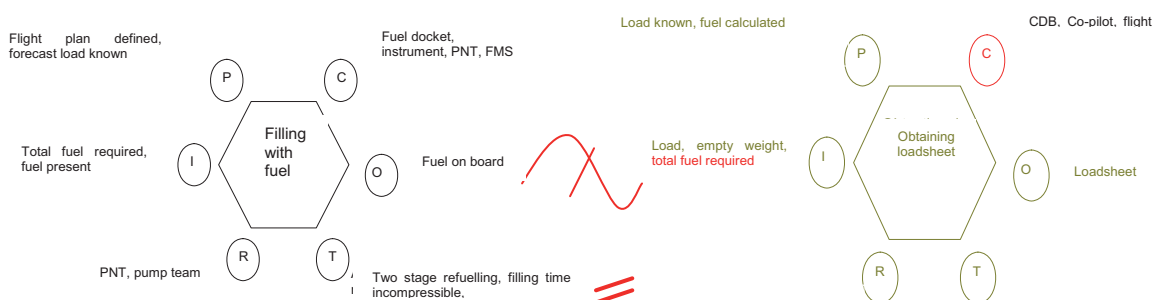 Flight plan defined,
forecast load known
Fuel docket,
instrument, PNT, FMS
P
C
Total fuel required,
fuel present
I
Filling
with
fuel
O
Fuel on board
PNT, pump team
R
T
Two stage refuelling, filling time
incompressible,
Load known, fuel calculated
CDB, Co-pilot, flight
P
C
Load, empty weight,
total fuel required
I
Obtaining
loadsheet
O
Loadsheet
R
T